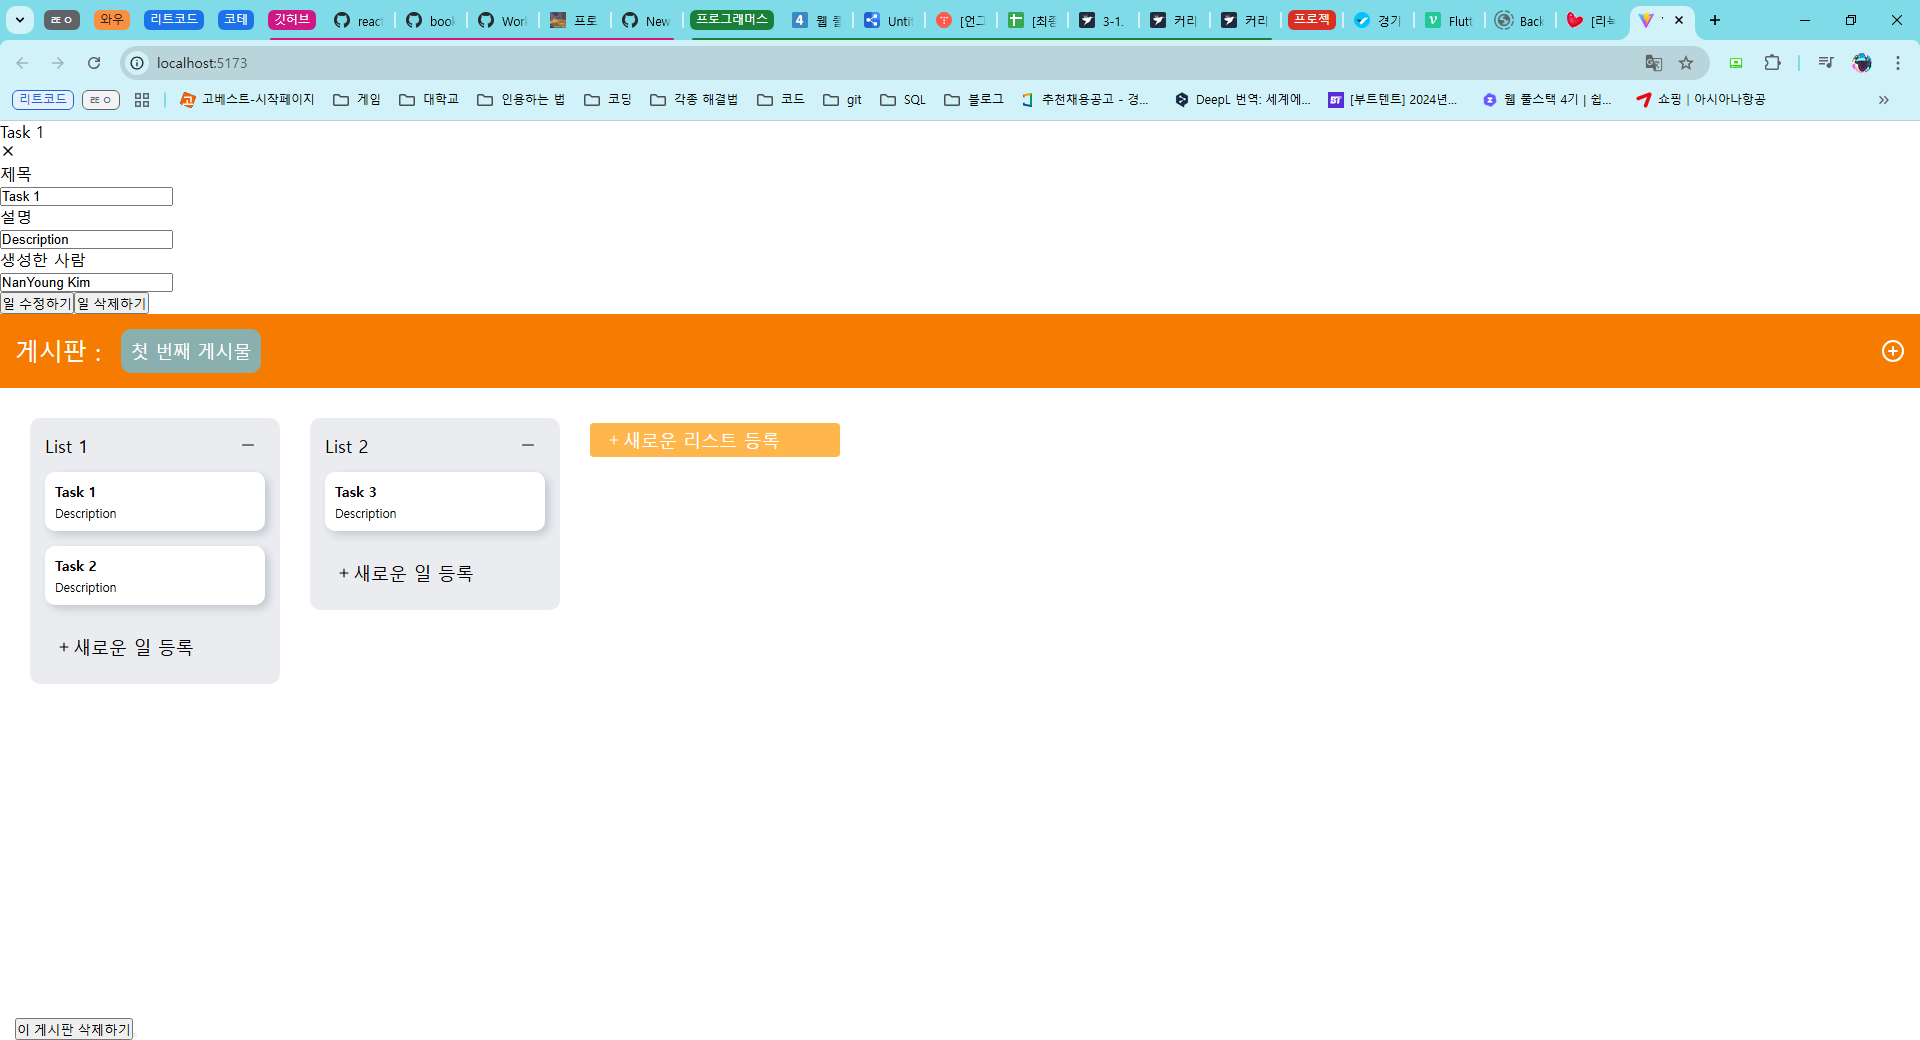 ㄻㅇ 와우 리트코드 코테 깃허브 react book Wor 프로 New 프로그래머스 웹 풀 Unti [언그 [최종 3-1. 커리 커리 프로젝 경기 Flutt Back [리눅
localhost:5173
리트코드 ㄻㅇ 고베스트-시작페이지 게임 대학교 인용하는 법 코딩 각종 해결법 코드 git SQL 블로그 추천채용공고 - 경... DeepL 번역: 세계에... [부트텐트] 2024년... 웹 풀스택 4기 | 쉽... 쇼핑 | 아시아나항공 »
Task 1
제목
Task 1
설명
Description
생성한 사람
NanYoung Kim
일 수정하기 일 삭제하기
게시판 : 첫 번째 게시물
List 1
Task 1
Description
Task 2
Description
+ 새로운 일 등록
List 2
Task 3
Description
+ 새로운 일 등록
+ 새로운 리스트 등록
이 게시판 삭제하기